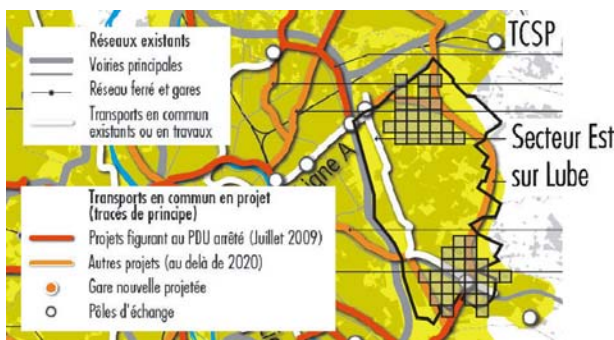 Réseaux existants
Voiries principales
Réseau ferré et gares
Transports en commun
existants ou en travaux
Transports en commun en projet
(tracés de principe)
Projets figurant au PDU arrêté (Juillet 2009)
Autres projets (au delà de 2020)
Gare nouvelle projetée
Pôles d'échange
Ligne A
TCSP
Secteur Est
sur Lube